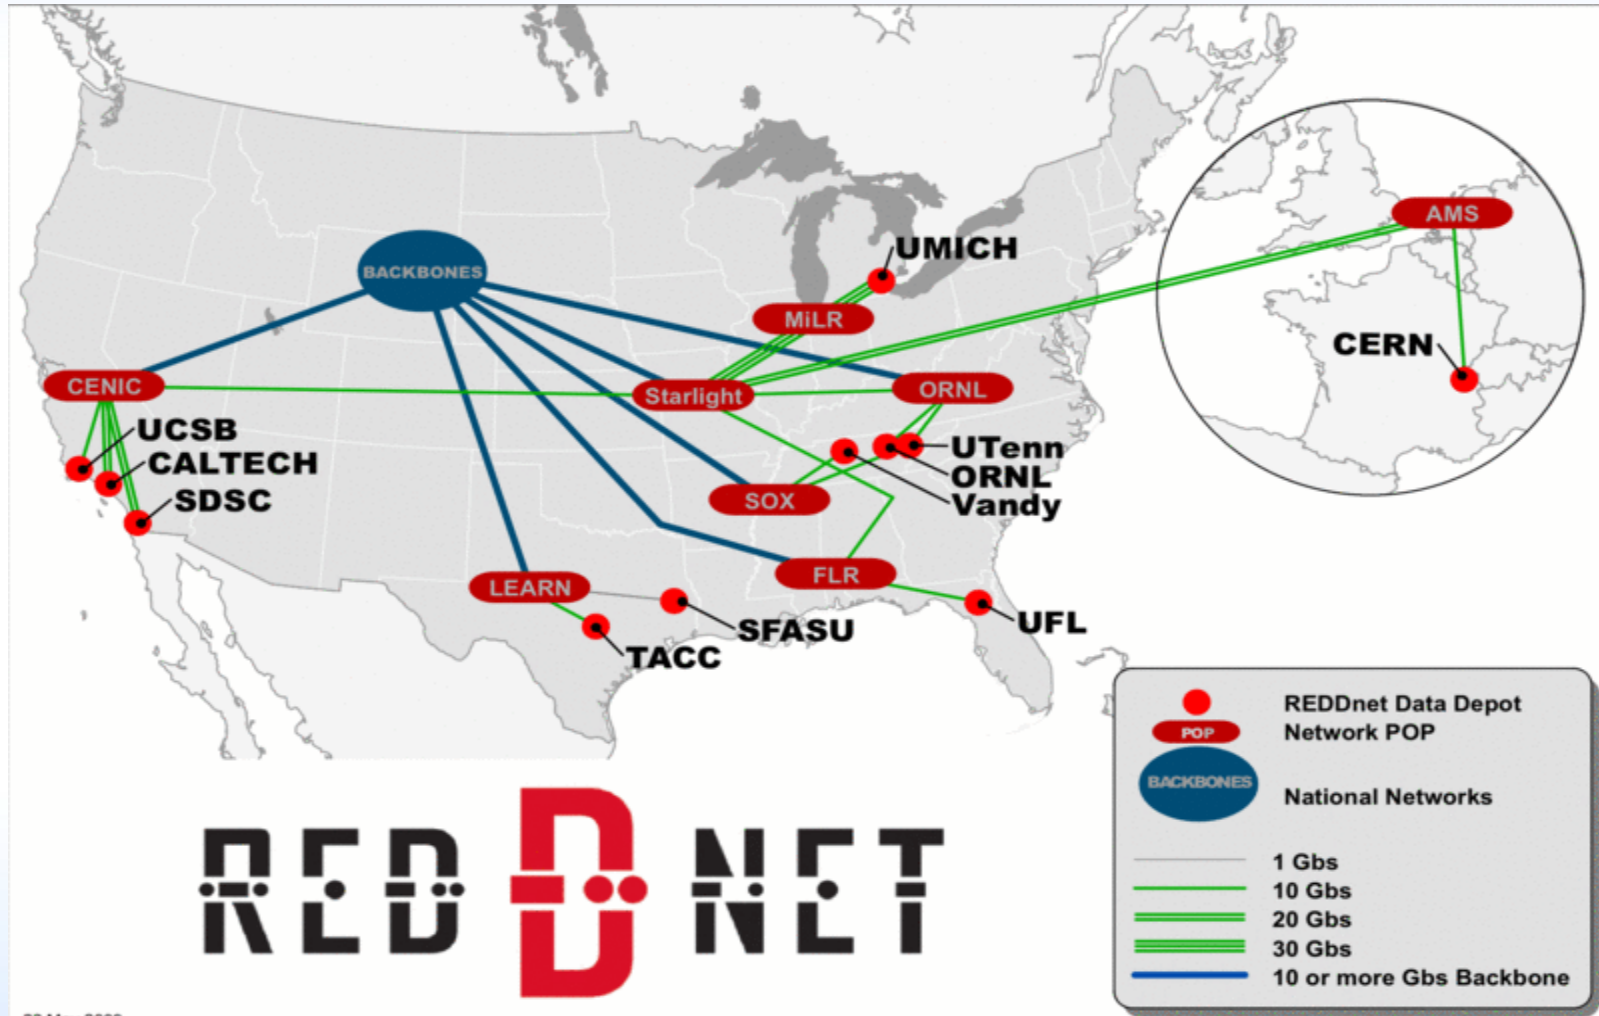 UMICH
AMS
BACKBONES
MiLR
CERN
CENIC
Starlight
ORNL
UCSB
CALTECH
SDSC
UTenn
ORNL
Vandy
SOX
LEARN
FLR
SFASU
UFL
TACC
REDDnet Data Depot
POP
Network POP
BACKBONES
National Networks
1 Gbs
10 Gbs
20 Gbs
30 Gbs
10 or more Gbs Backbone
RED D NET